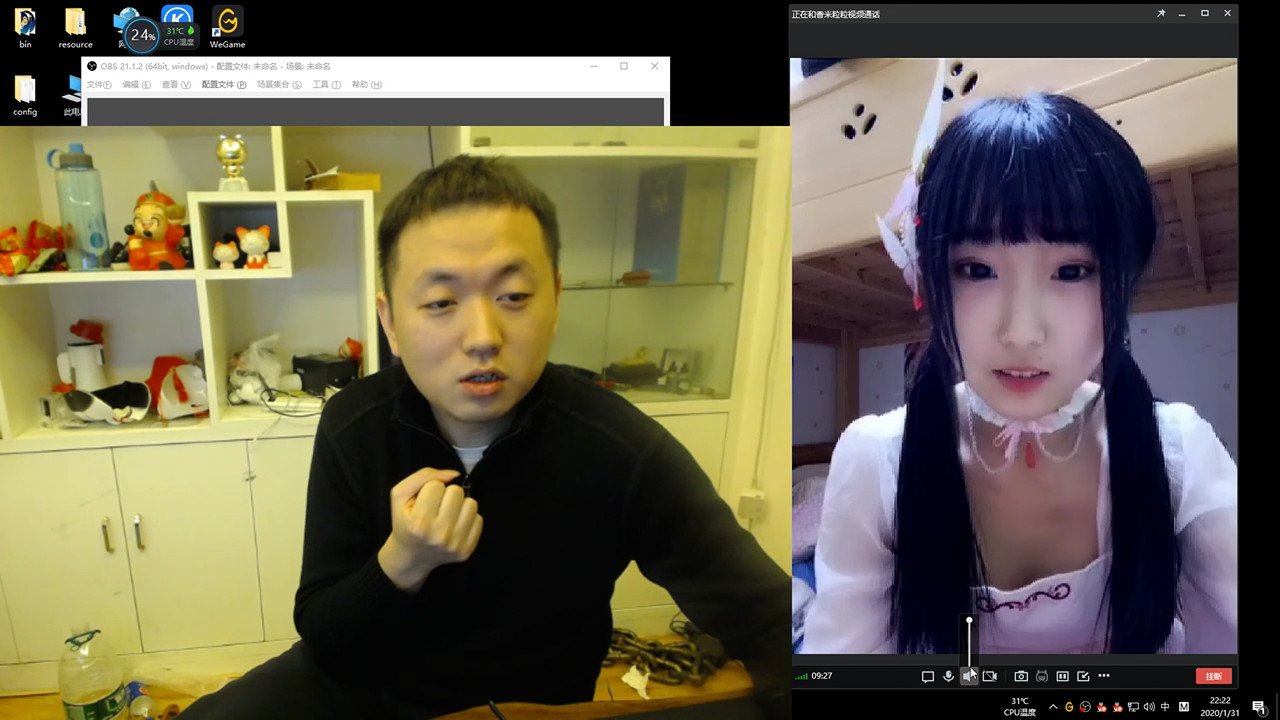 正在和香米粒粒视频通话
bin
resource
24%
31℃
CPU温度
WeGame
OBS 21.1.2 (64bit, windows) - 配置文件: 未命名 - 场景: 未命名
文件(F) 编辑 (E) 查看 (V) 配置文件 (P) 场景集合 (S) 工具 (T) 帮助 (H)
config
此电
09:27
挂断
31℃
CPU温度
中
M
22:22
2020/1/31
1